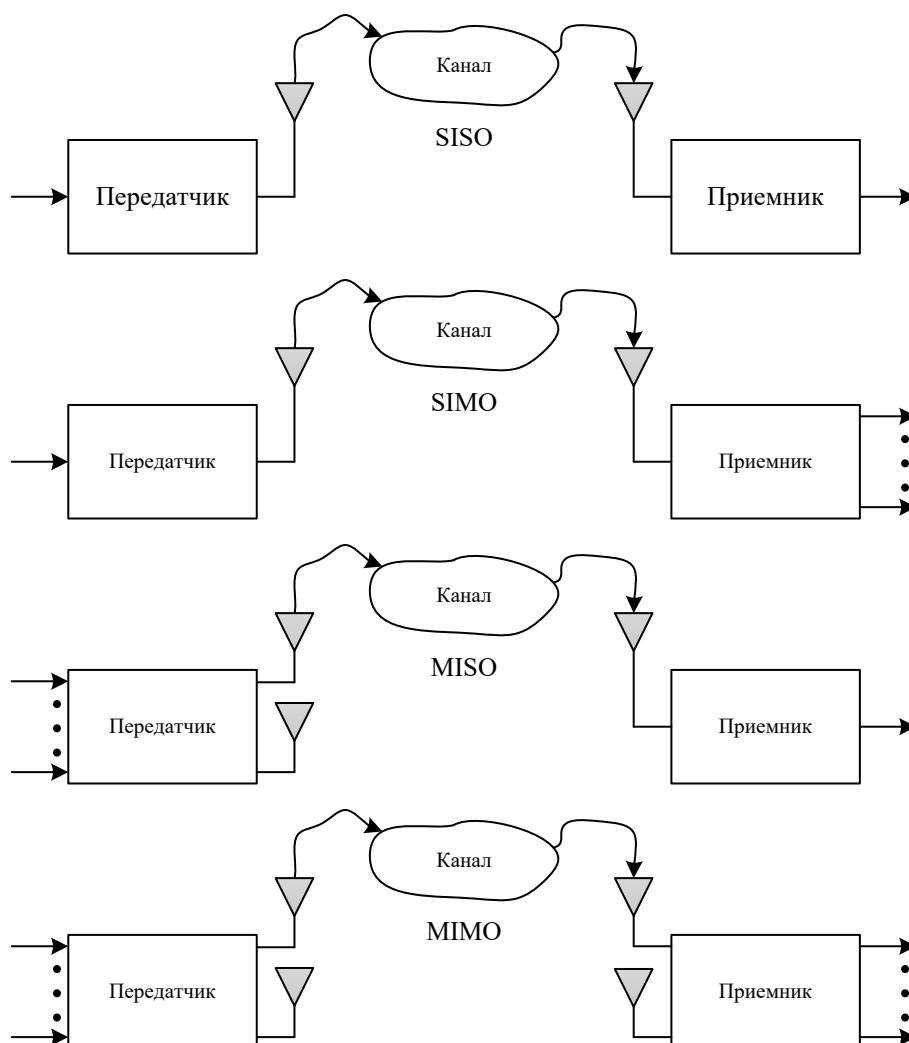 Канал
SISO
Передатчик
Приемник
Канал
SIMO
Передатчик
Приемник
Канал
MISO
Передатчик
Приемник
Канал
MIMO
Передатчик
Приемник